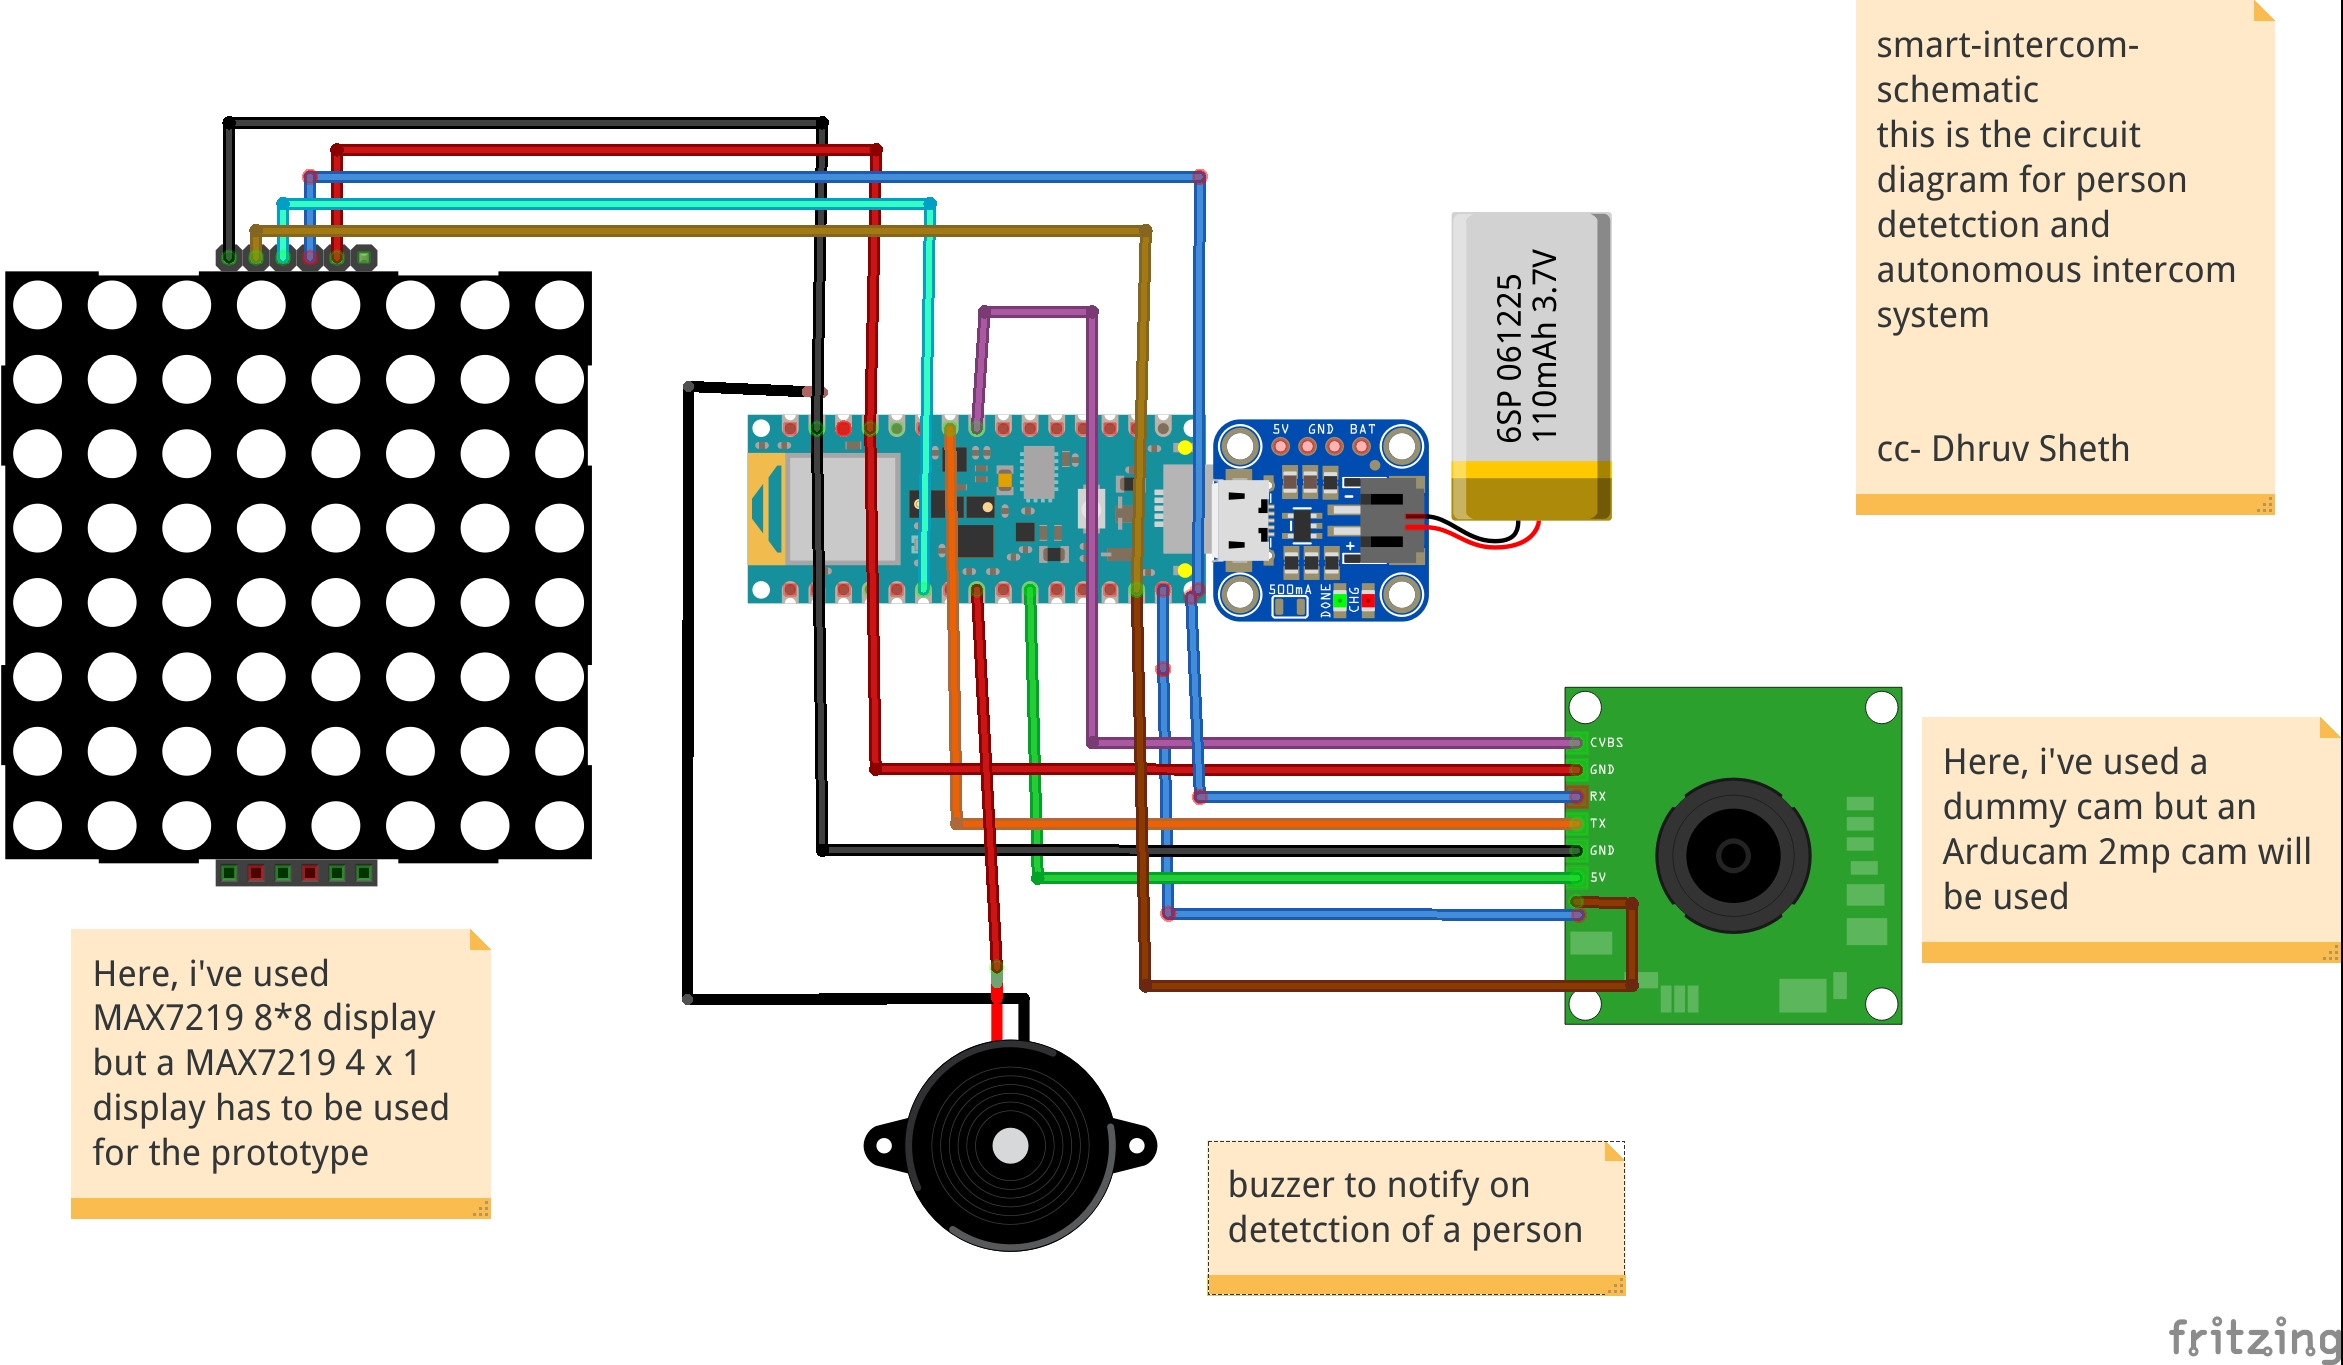 smart-intercom-
schematic
this is the circuit
diagram for person
detetction and
autonomous intercom
system
cc- Dhruv Sheth
6SP 061225
110mAh 3.7V
5V GND BAT
-
+
500mA
DONE
CHG
CVBS
GND
RX
TX
GND
5V
Here, i've used a
dummy cam but an
Arducam 2mp cam will
be used
Here, i've used
MAX7219 8*8 display
but a MAX7219 4 x 1
display has to be used
for the prototype
buzzer to notify on
detetction of a person
fritzing